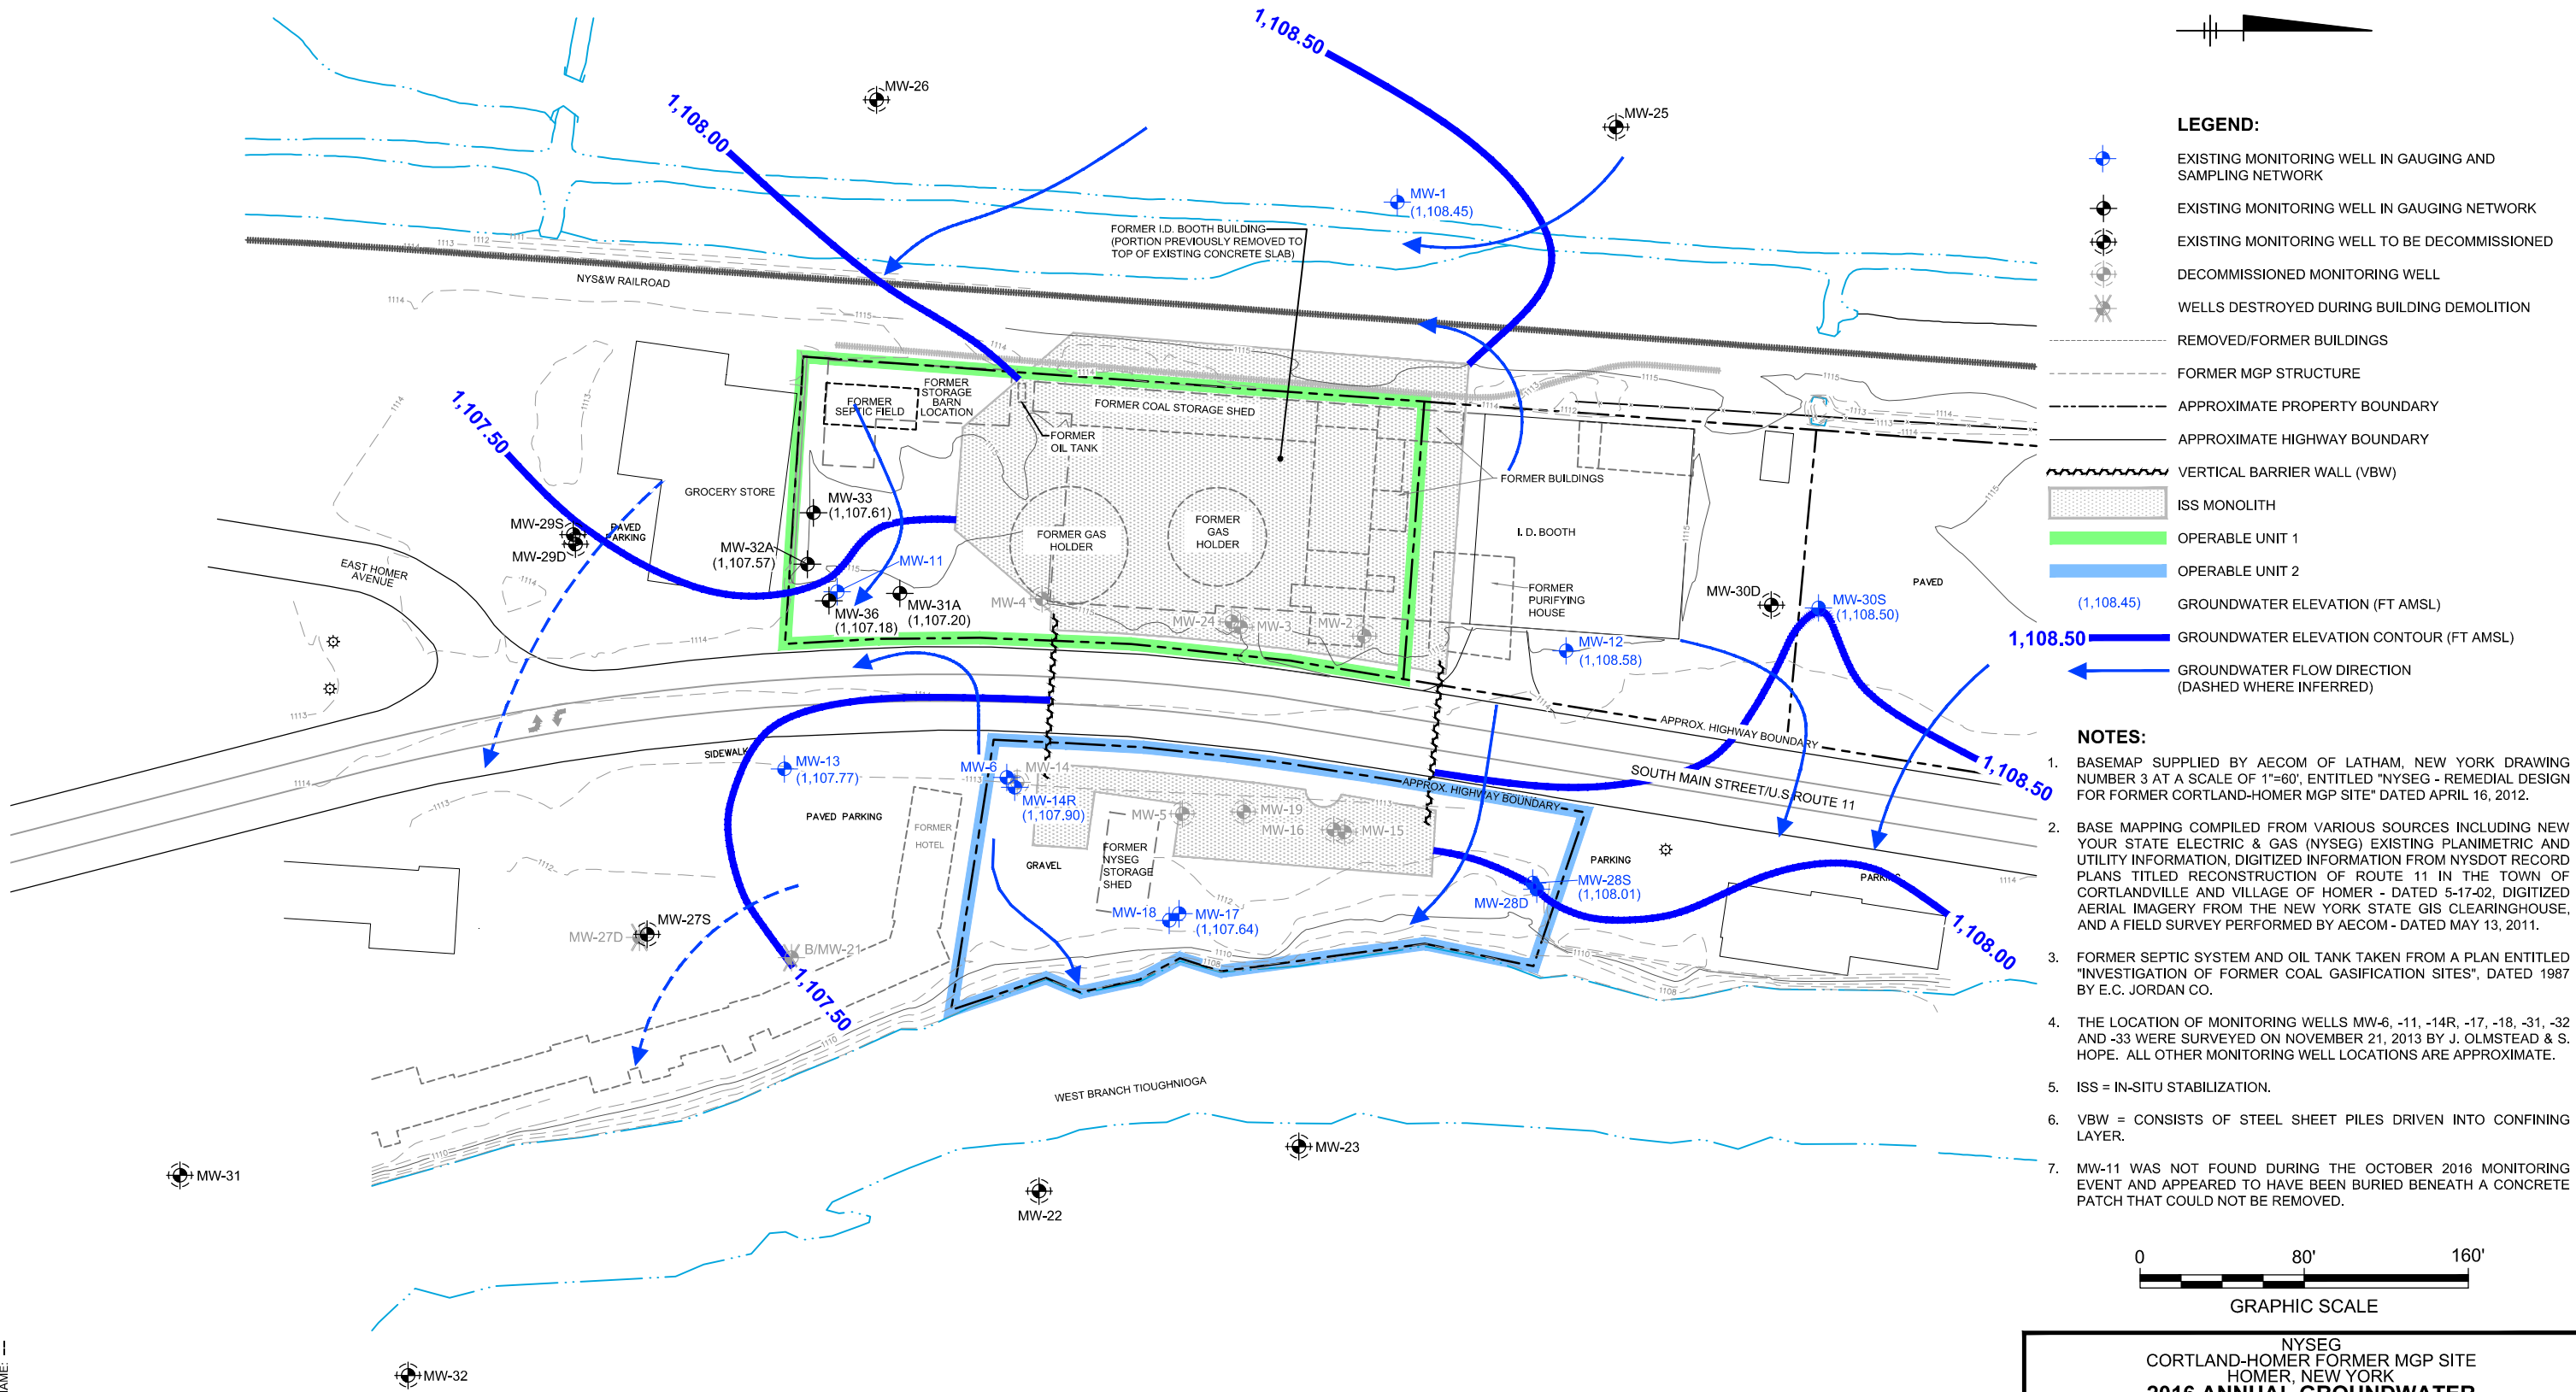 1,108.50
MW-26
MW-25
1,108.00
MW-1
(1,108.45)
FORMER I.D. BOOTH BUILDING
(PORTION PREVIOUSLY REMOVED TO
TOP OF EXISTING CONCRETE SLAB)
NYS&W RAILROAD
1,107.50
FORMER
SEPTIC FIELD
FORMER
STORAGE
BARN
LOCATION
FORMER COAL STORAGE SHED
FORMER
OIL TANK
GROCERY STORE
MW-33
(1,107.61)
FORMER BUILDINGS
MW-29S
MW-29D
PAVED
PARKING
MW-32A
(1,107.57)
FORMER GAS
HOLDER
FORMER
GAS
HOLDER
I.D. BOOTH
EAST HOMER
AVENUE
MW-11
MW-36
(1,107.18)
MW-31A
(1,107.20)
MW-4
MW-24
MW-3
MW-2
FORMER
PURIFYING
HOUSE
MW-12
(1,108.58)
MW-30D
MW-30S
(1,108.50)
PAVED
APPROX. HIGHWAY BOUNDARY
SIDEWALK
MW-13
(1,107.77)
MW-6
MW-14
MW-14R
(1,107.90)
APPROX. HIGHWAY BOUNDARY
SOUTH MAIN STREET/U.S ROUTE 11
1,108.50
PAVED PARKING
FORMER
HOTEL
GRAVEL
MW-5
MW-19
MW-16
MW-15
FORMER
NYSEG
STORAGE
SHED
PARKING
MW-28S
(1,108.01)
MW-28D
PARKING
MW-18
MW-17
(1,107.64)
MW-27D
MW-27S
B/MW-21
1,107.50
1,108.00
WEST BRANCH TIOUGHNIOGA
MW-31
MW-23
MW-22
MW-32
LEGEND:
EXISTING MONITORING WELL IN GAUGING AND
SAMPLING NETWORK
EXISTING MONITORING WELL IN GAUGING NETWORK
EXISTING MONITORING WELL TO BE DECOMMISSIONED
DECOMMISSIONED MONITORING WELL
WELLS DESTROYED DURING BUILDING DEMOLITION
REMOVED/FORMER BUILDINGS
FORMER MGP STRUCTURE
APPROXIMATE PROPERTY BOUNDARY
APPROXIMATE HIGHWAY BOUNDARY
VERTICAL BARRIER WALL (VBW)
ISS MONOLITH
OPERABLE UNIT 1
OPERABLE UNIT 2
(1,108.45) GROUNDWATER ELEVATION (FT AMSL)
1,108.50 GROUNDWATER ELEVATION CONTOUR (FT AMSL)
GROUNDWATER FLOW DIRECTION
(DASHED WHERE INFERRED)
NOTES:
1. BASEMAP SUPPLIED BY AECOM OF LATHAM, NEW YORK DRAWING
NUMBER 3 AT A SCALE OF 1"=60', ENTITLED "NYSEG - REMEDIAL DESIGN
FOR FORMER CORTLAND-HOMER MGP SITE" DATED APRIL 16, 2012.
2. BASE MAPPING COMPILED FROM VARIOUS SOURCES INCLUDING NEW
YOUR STATE ELECTRIC & GAS (NYSEG) EXISTING PLANIMETRIC AND
UTILITY INFORMATION, DIGITIZED INFORMATION FROM NYSDOT RECORD
PLANS TITLED RECONSTRUCTION OF ROUTE 11 IN THE TOWN OF
CORTLANDVILLE AND VILLAGE OF HOMER - DATED 5-17-02, DIGITIZED
AERIAL IMAGERY FROM THE NEW YORK STATE GIS CLEARINGHOUSE,
AND A FIELD SURVEY PERFORMED BY AECOM - DATED MAY 13, 2011.
3. FORMER SEPTIC SYSTEM AND OIL TANK TAKEN FROM A PLAN ENTITLED
"INVESTIGATION OF FORMER COAL GASIFICATION SITES", DATED 1987
BY E.C. JORDAN CO.
4. THE LOCATION OF MONITORING WELLS MW-6, -11, -14R, -17, -18, -31, -32
AND -33 WERE SURVEYED ON NOVEMBER 21, 2013 BY J. OLMSTEAD & S.
HOPE. ALL OTHER MONITORING WELL LOCATIONS ARE APPROXIMATE.
5. ISS = IN-SITU STABILIZATION.
6. VBW = CONSISTS OF STEEL SHEET PILES DRIVEN INTO CONFINING
LAYER.
7. MW-11 WAS NOT FOUND DURING THE OCTOBER 2016 MONITORING
EVENT AND APPEARED TO HAVE BEEN BURIED BENEATH A CONCRETE
PATCH THAT COULD NOT BE REMOVED.
0 80' 160'
GRAPHIC SCALE
NYSEG
CORTLAND-HOMER FORMER MGP SITE
HOMER, NEW YORK
2016 ANNUAL GROUNDWATER